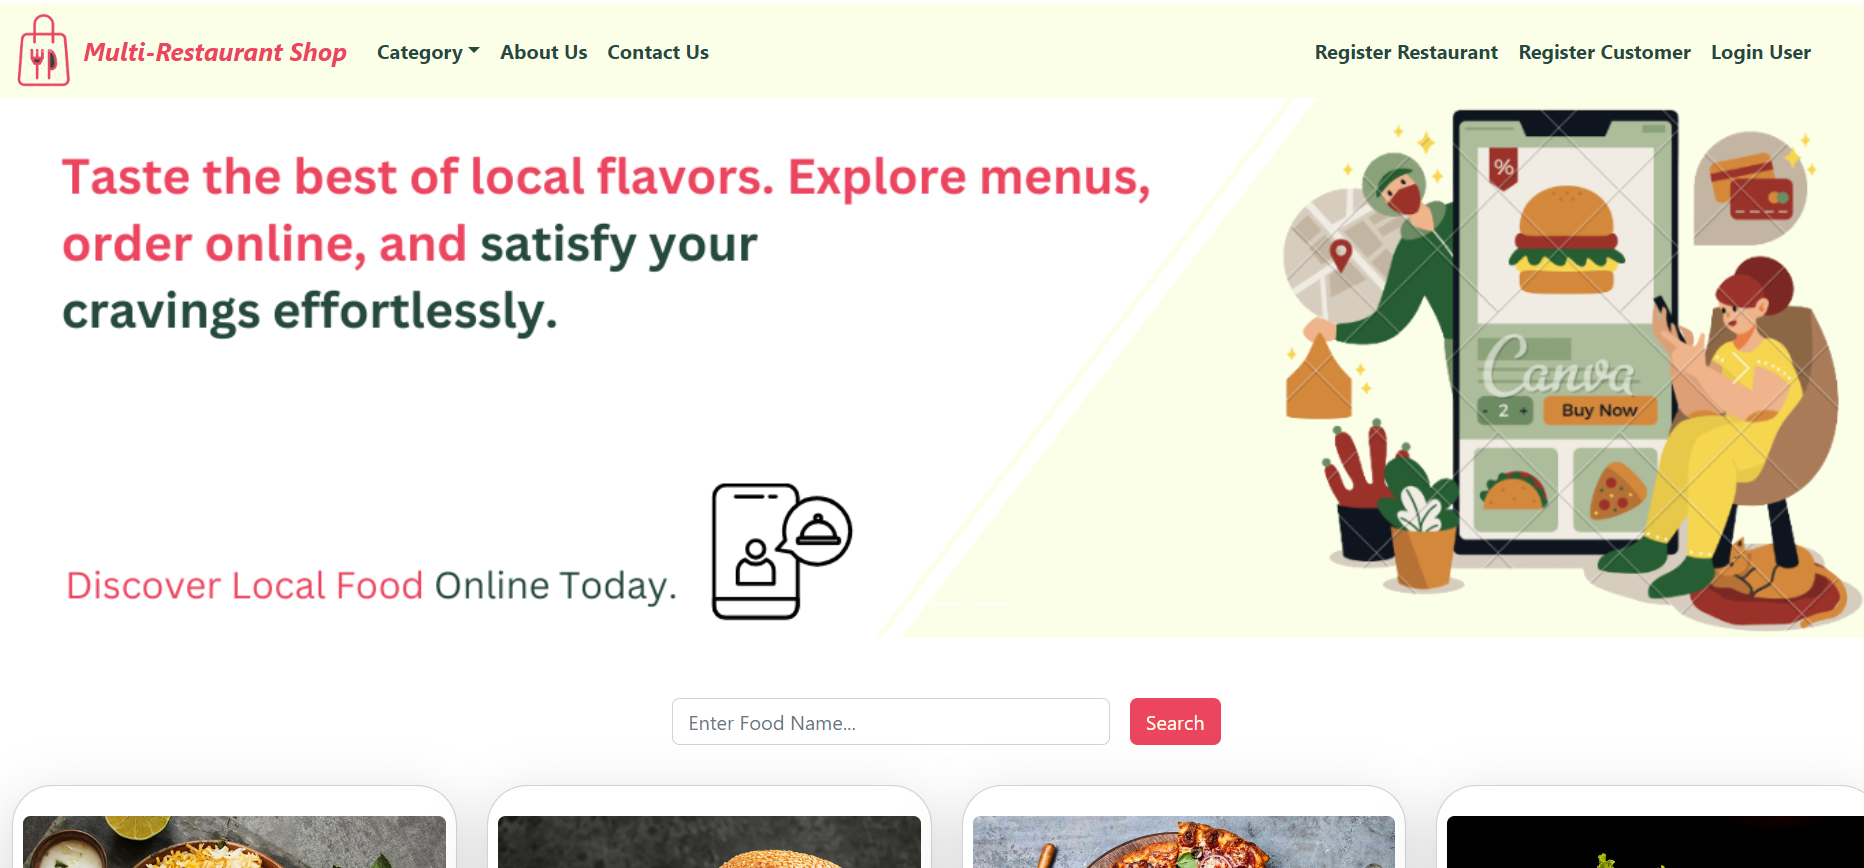 Multi-Restaurant Shop Category About Us Contact Us Register Restaurant Register Customer Login User
Taste the best of local flavors. Explore menus,
order online, and satisfy your
cravings effortlessly.
%
Canva
- 2 + Buy Now
Discover Local Food Online Today.
Enter Food Name... Search